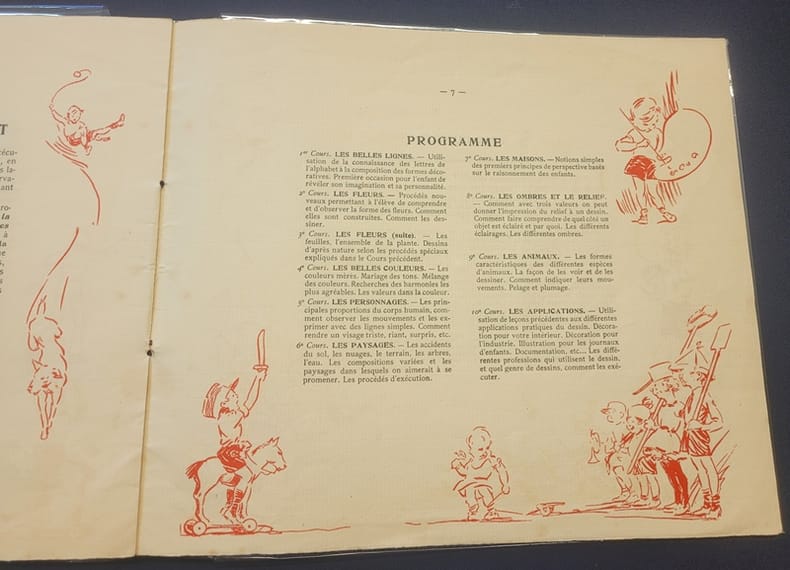 T
écu-
, en
s la-
rva-
ant
ro-
la
es
à
la
— 7 —
PROGRAMME
1er Cours. LES BELLES LIGNES. — Utili-
sation de la connaissance des lettres de
l'alphabet à la composition des formes déco-
ratives. Première occasion pour l'enfant de
révéler son imagination et sa personnalité.
2e Cours. LES FLEURS. — Procédés nou-
veaux permettant à l'élève de comprendre
et d'observer la forme des fleurs. Comment
elles sont construites. Comment les des-
siner.
3e Cours. LES FLEURS (suite). — Les
feuilles, l'ensemble de la plante. Dessins
d'après nature selon les procédés spéciaux
expliqués dans le Cours précédent.
4e Cours. LES BELLES COULEURS. — Les
couleurs mères. Mariage des tons. Mélange
des couleurs. Recherches des harmonies les
plus agréables. Les valeurs dans la couleur.
5e Cours. LES PERSONNAGES. — Les prin-
cipales proportions du corps humain, com-
ment observer les mouvements et les ex-
primer avec des lignes simples. Comment
rendre un visage triste, riant, surpris, etc.
6e Cours. LES PAYSAGES. — Les accidents
du sol, les nuages, le terrain, les arbres,
l'eau. Les compositions variées et les
paysages dans lesquels on aimerait à se
promener. Les procédés d'exécution.
7e Cours. LES MAISONS. — Notions simples
des premiers principes de perspective basées
sur le raisonnement des enfants.
8e Cours. LES OMBRES ET LE RELIEF.
— Comment avec trois valeurs on peut
donner l'impression du relief à un dessin.
Comment faire comprendre de quel côté un
objet est éclairé et par quoi. Les différents
éclairages. Les différentes ombres.
9e Cours. LES ANIMAUX. — Les formes
caractéristiques des différentes espèces
d'animaux. La façon de les voir et de les
dessiner. Comment indiquer leurs mou-
vements. Pelage et plumage.
10e Cours. LES APPLICATIONS. — Utili-
sation de leçons précédentes aux différentes
applications pratiques du dessin. Décora-
tion pour votre intérieur. Décoration pour
l'industrie. Illustration pour les journaux
d'enfants. Documentation, etc... Les diffé-
rentes professions qui utilisent le dessin,
et quel genre de dessins, comment les exé-
cuter.